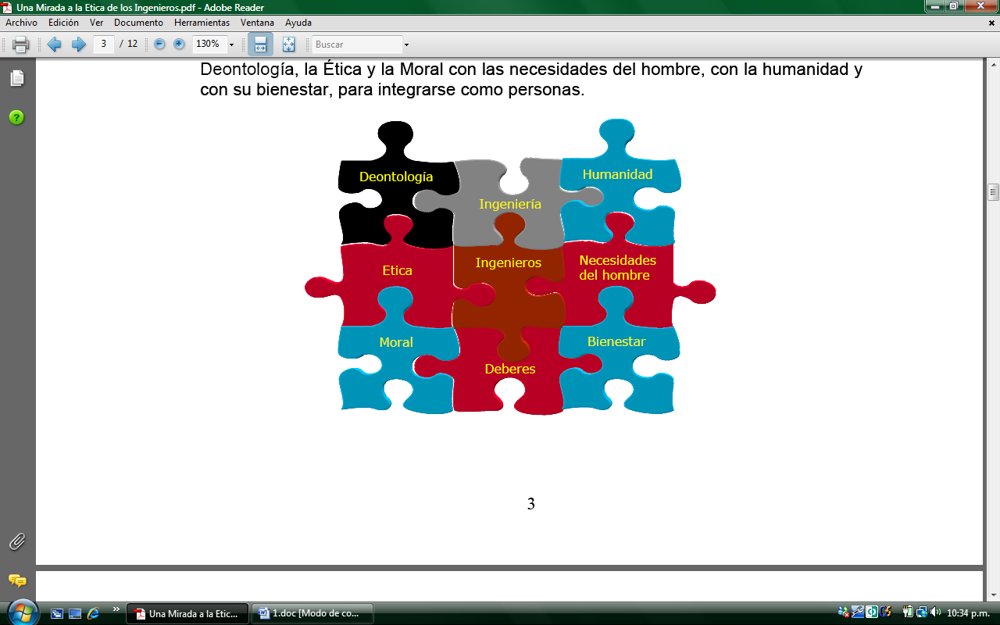 Una Mirada a la Etica de los Ingenieros.pdf - Adobe Reader
Archivo Edición Ver Documento Herramientas Ventana Ayuda
3 / 12 130% Buscar
Deontología, la Ética y la Moral con las necesidades del hombre, con la humanidad y
con su bienestar, para integrarse como personas.
Deontología
Humanidad
Ingeniería
Ingenieros
Necesidades
del hombre
Etica
Moral
Bienestar
Deberes
3
Una Mirada a la Etic...
1.doc [Modo de co...
10:34 p.m.